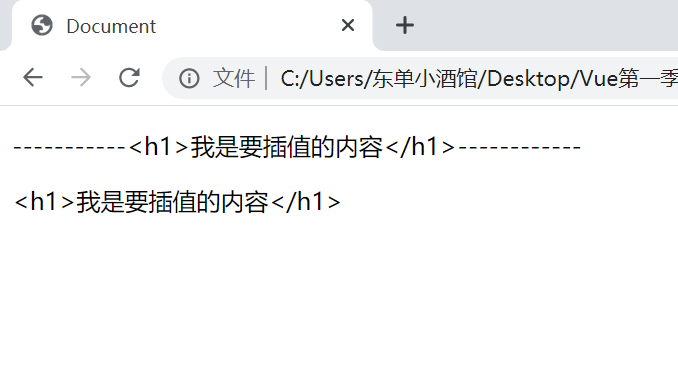 Document
文件 C:/Users/东单小酒馆/Desktop/Vue第一季
-----------<h1>我是要插值的内容</h1>------------
<h1>我是要插值的内容</h1>